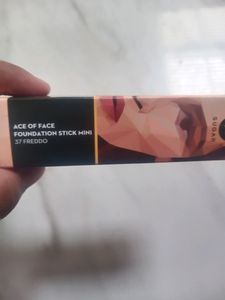 ACE OF FACE
FOUNDATION STICK MINI
37 FREDDO
SUGAR